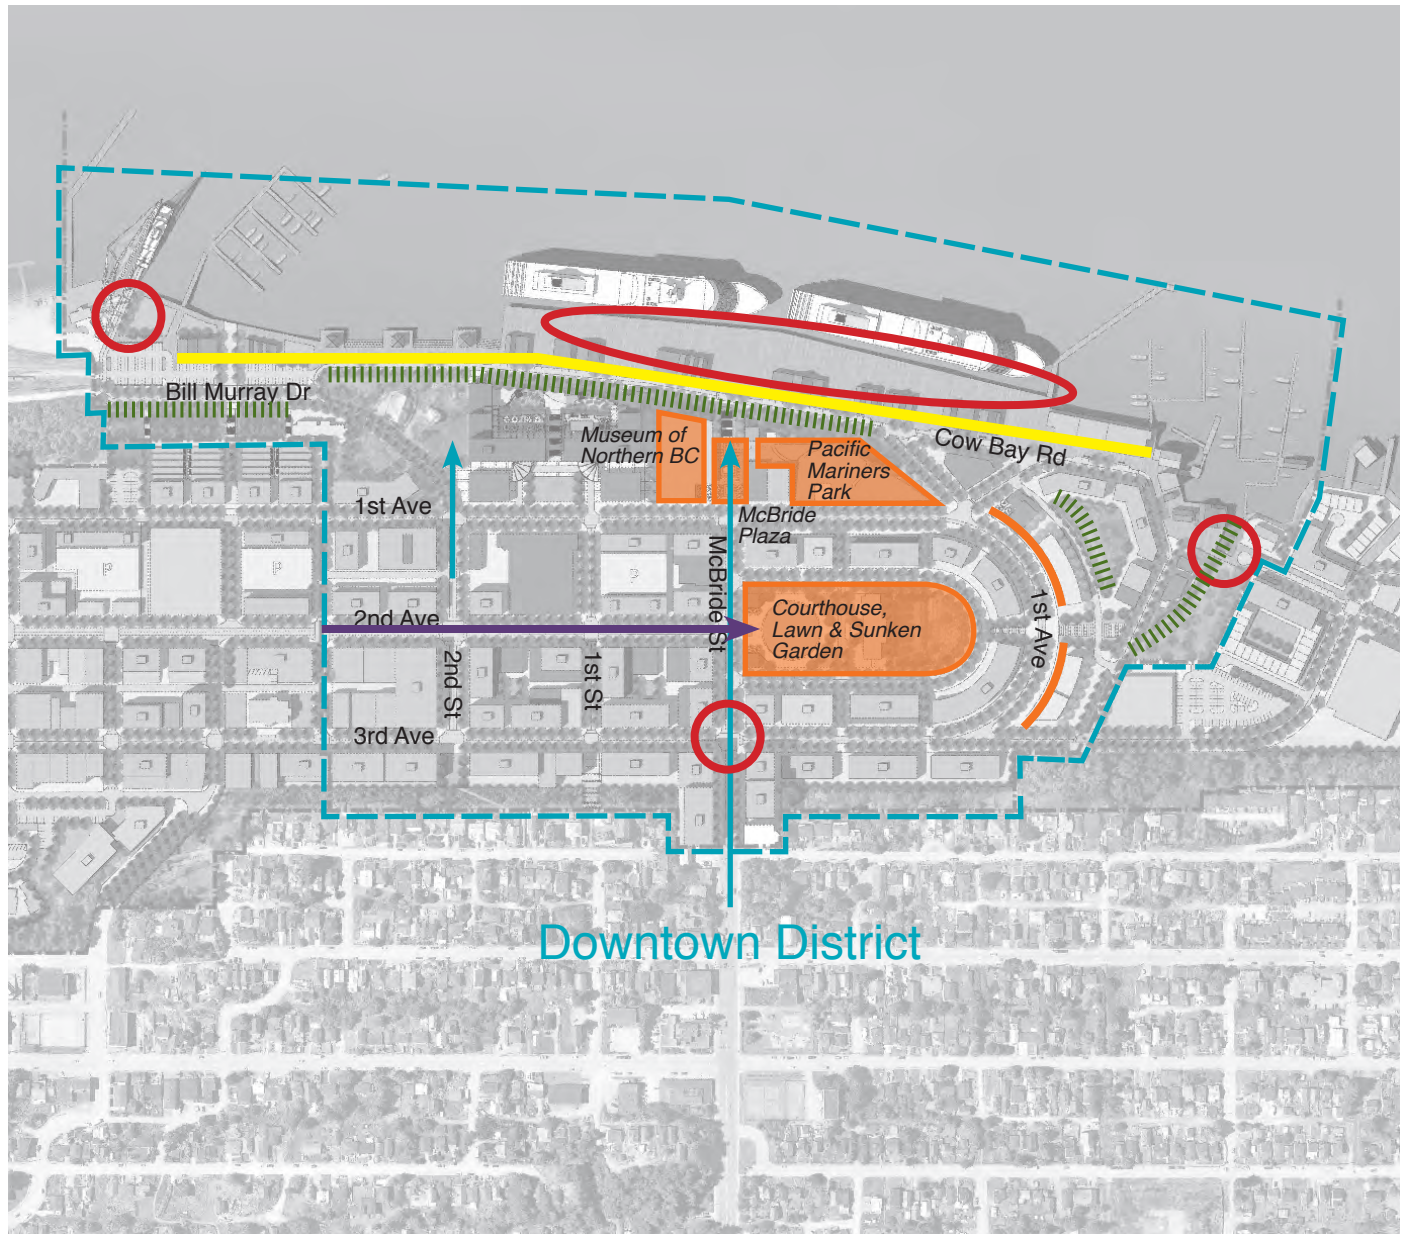 Bill Murray Dr
Museum of
Northern BC
Pacific
Mariners
Park
Cow Bay Rd
1st Ave
McBride
Plaza
McBride St
2nd Ave
Courthouse,
Lawn & Sunken
Garden
1st Ave
2nd St
1st St
3rd Ave
P
P
P
Downtown District